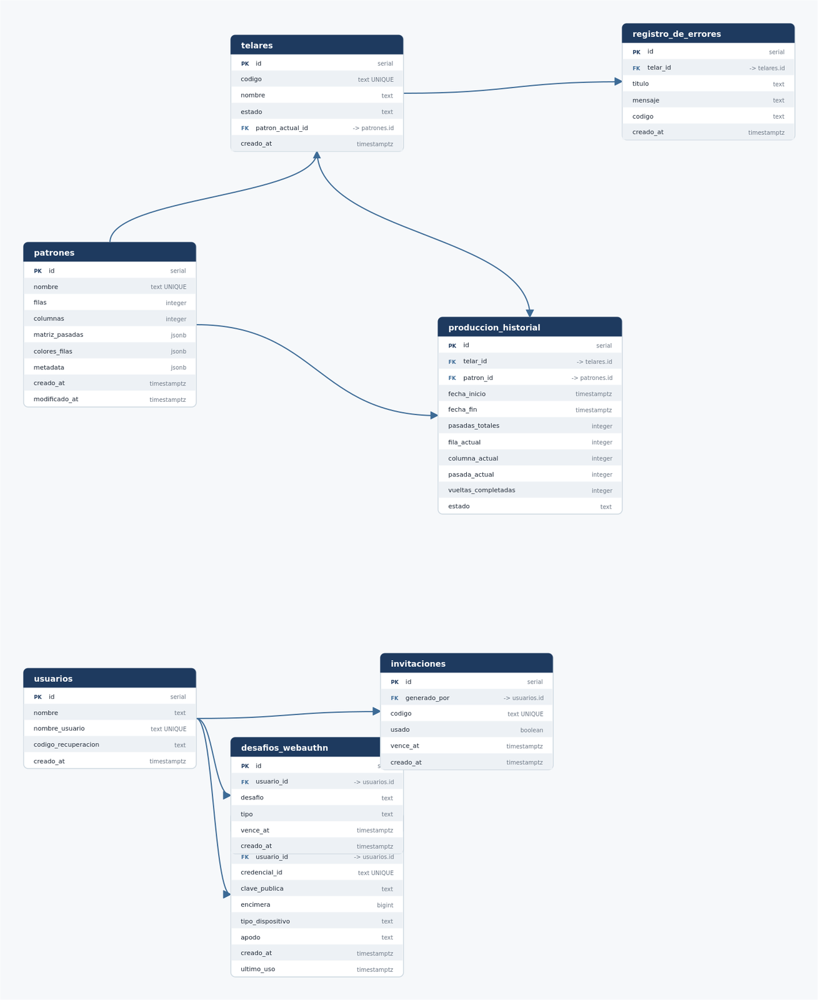 telares
PK id serial
codigo text UNIQUE
nombre text
estado text
FK patron_actual_id -> patrones.id
creado_at timestamptz
registro_de_errores
PK id serial
FK telar_id -> telares.id
titulo text
mensaje text
codigo text
creado_at timestamptz
patrones
PK id serial
nombre text UNIQUE
filas integer
columnas integer
matriz_pasadas jsonb
colores_filas jsonb
metadata jsonb
creado_at timestamptz
modificado_at timestamptz
produccion_historial
PK id serial
FK telar_id -> telares.id
FK patron_id -> patrones.id
fecha_inicio timestamptz
fecha_fin timestamptz
pasadas_totales integer
fila_actual integer
columna_actual integer
pasada_actual integer
vueltas_completadas integer
estado text
usuarios
PK id serial
nombre text
nombre_usuario text UNIQUE
codigo_recuperacion text
creado_at timestamptz
invitaciones
PK id serial
FK generado_por -> usuarios.id
codigo text UNIQUE
usado boolean
vence_at timestamptz
creado_at timestamptz
desafios_webauthn
PK id
FK usuario_id -> usuarios.id
desafio text
tipo text
vence_at timestamptz
creado_at timestamptz
FK usuario_id -> usuarios.id
credencial_id text UNIQUE
clave_publica text
encimera bigint
tipo_dispositivo text
apodo text
creado_at timestamptz
ultimo_uso timestamptz